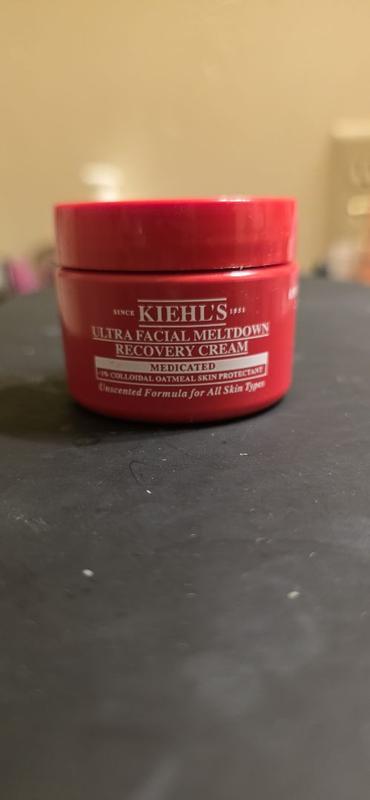 SINCE KIEHL'S 1851
ULTRA FACIAL MELTDOWN
RECOVERY CREAM
MEDICATED
1% COLLOIDAL OATMEAL SKIN PROTECTANT
Unscented Formula for All Skin Types